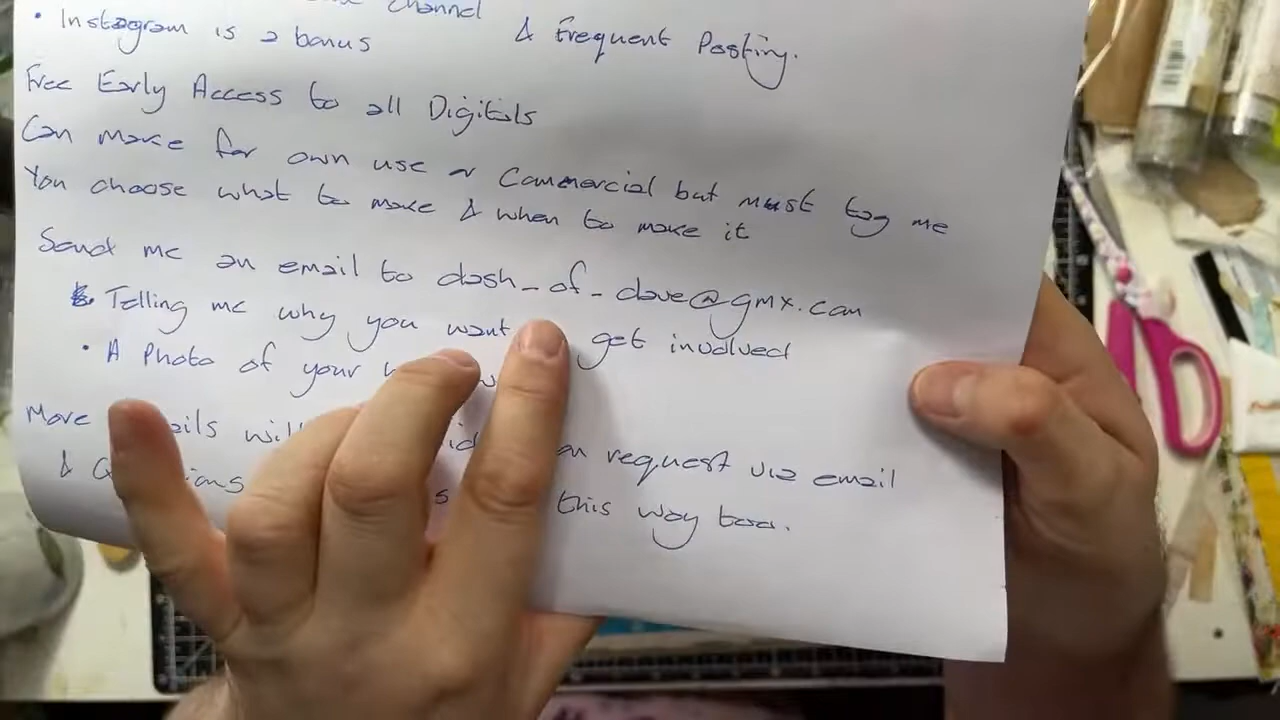 Channel
• Instagram is a bonus & Frequent Posting.
Free Early Access to all Digitals
Can make for own use or Commercial but must tag me
You choose what to make & when to make it
Send me an email to dash_of_dave@gmx.com
• Telling me why you want get involved
• A Photo of your
More on request via email
& this way too.